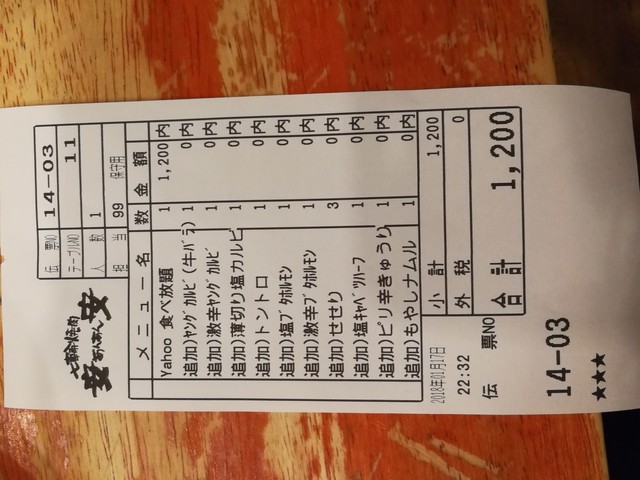 七輪焼肉
安安 あんあん
伝票NO 14-03
テーブルNO 11
人数 1
担当 99 保守用
メニュー名 数 金額
Yahoo 食べ放題 1 1,200 内
追加)ﾔﾝｸﾞｶﾙﾋﾞ(牛ﾊﾞﾗ) 1 0 内
追加)激辛ﾔﾝｸﾞｶﾙﾋﾞ 1 0 内
追加)薄切り塩カルビ 1 0 内
追加)トントロ 1 0 内
追加)塩ﾌﾞﾀﾎﾙﾓﾝ 1 0 内
追加)激辛ﾌﾞﾀﾎﾙﾓﾝ 1 0 内
追加)せせり 3 0 内
追加)塩ｷｬﾍﾞﾂﾊｰﾌ 1 0 内
追加)ピリ辛きゅうり 1 0 内
追加)もやしナムル 1 0 内
小計 1,200
外税 0
合計 1,200
2018年01月17日
22:32
伝票NO
14-03
★★★